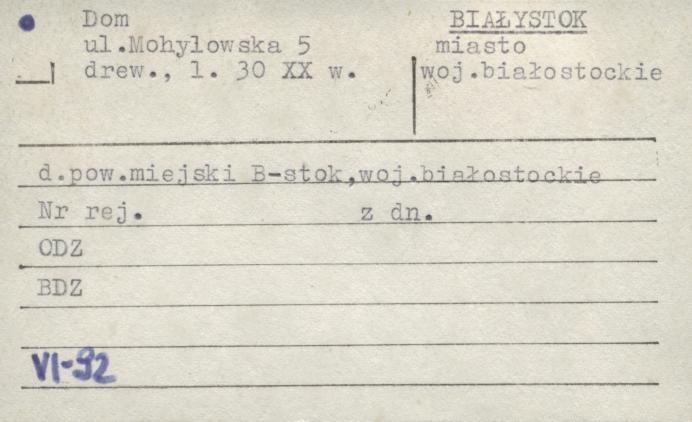 Dom
ul.Mohylowska 5
drew., l. 30 XX w.
BIAŁYSTOK
miasto
woj.białostockie
d.pow.miejski B-stok,woj.białostockie
Nr rej. z dn.
ODZ
BDZ
VI-92